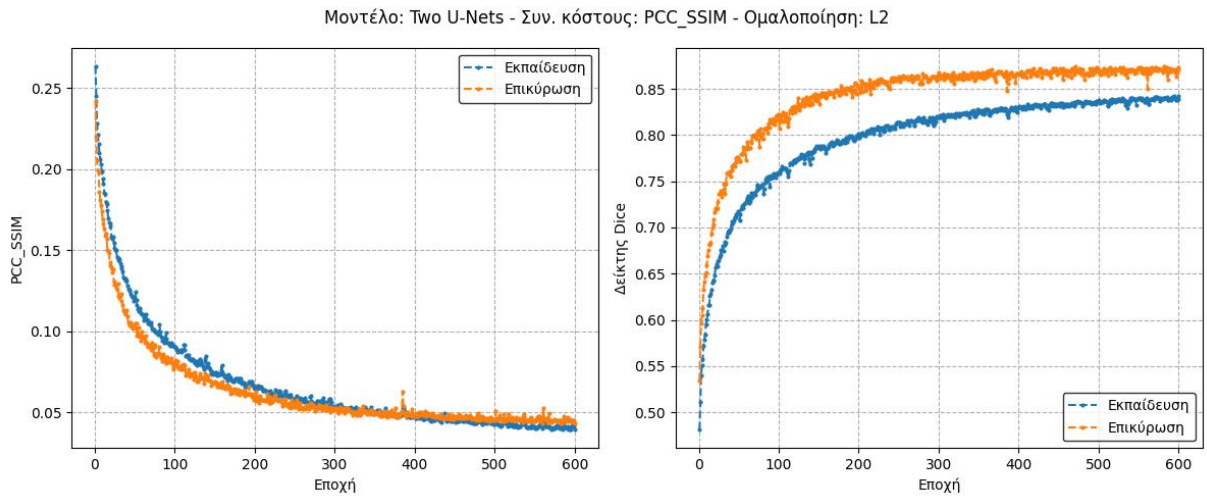 Μοντέλο: Two U-Nets - Συν. κόστους: PCC_SSIM - Ομαλοποίηση: L2
PCC_SSIM
0.25
0.20
0.15
0.10
0.05
0 100 200 300 400 500 600
Εποχή
Εκπαίδευση
Επικύρωση
Δείκτης Dice
0.85
0.80
0.75
0.70
0.65
0.60
0.55
0.50
0 100 200 300 400 500 600
Εποχή
Εκπαίδευση
Επικύρωση